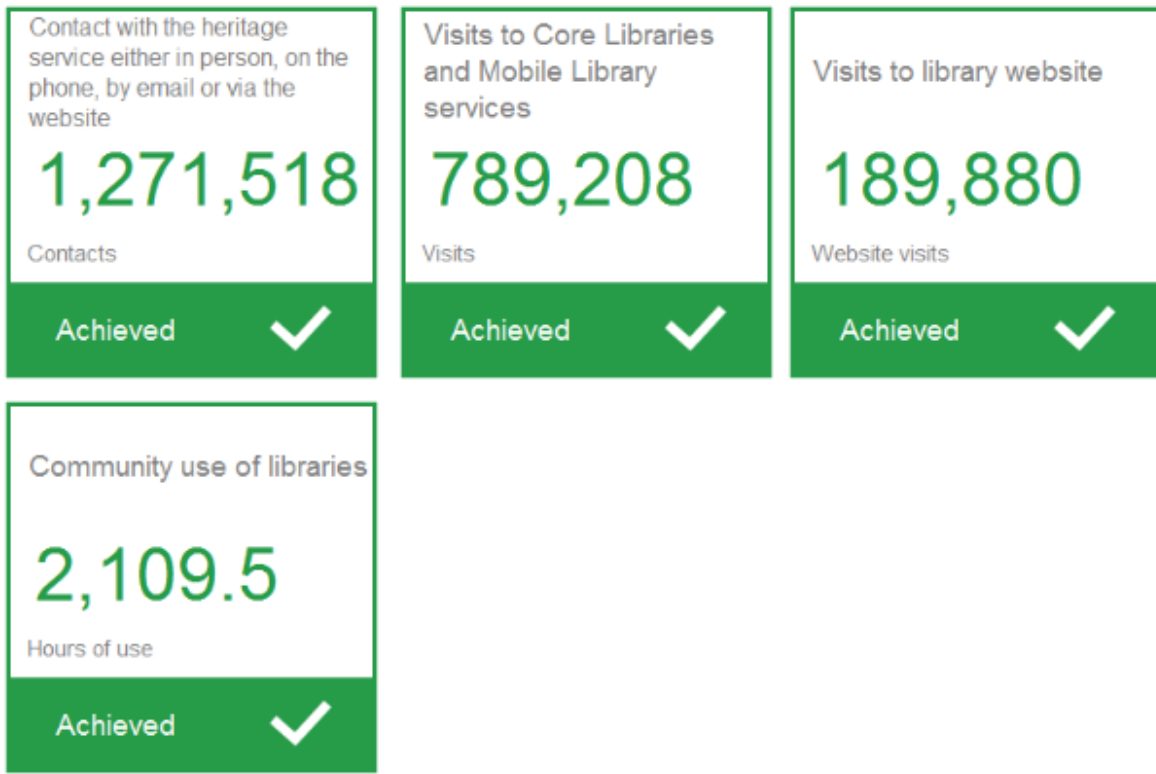 Contact with the heritage
service either in person, on the
phone, by email or via the
website
1,271,518
Contacts
Achieved
Visits to Core Libraries
and Mobile Library
services
789,208
Visits
Achieved
Visits to library website
189,880
Website visits
Achieved
Community use of libraries
2,109.5
Hours of use
Achieved